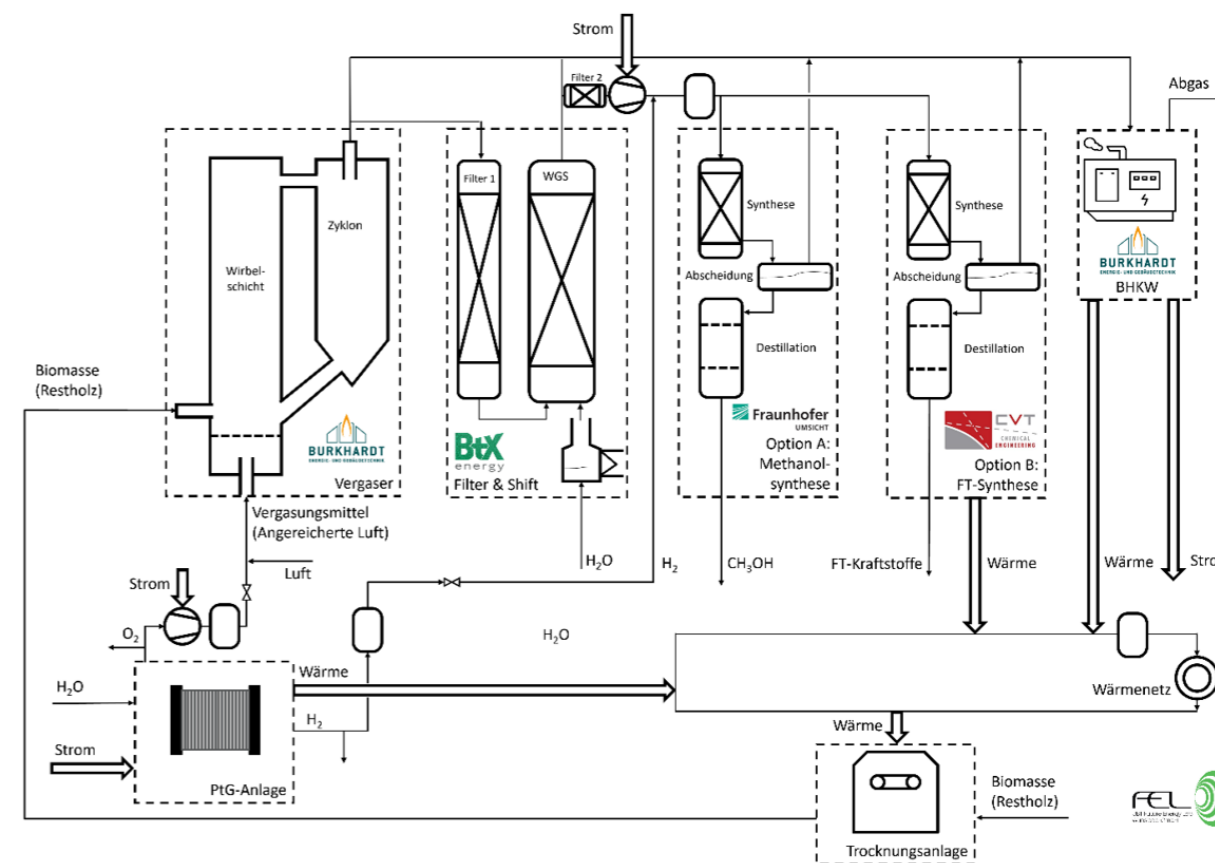 Strom
Filter 2
Abgas
Filter 1
WGS
Zyklon
Wirbel-
schicht
Synthese
Abscheidung
Destillation
Synthese
Abscheidung
Destillation
BURKHARDT
ENERGIE- UND GEBÄUDETECHNIK
BHKW
Biomasse
(Restholz)
BURKHARDT
ENERGIE- UND GEBÄUDETECHNIK
Vergaser
BtX
energy
Filter & Shift
Fraunhofer
UMSICHT
Option A:
Methanol-
synthese
CVT
CHEMICAL
ENGINEERING
Option B:
FT-Synthese
Vergasungsmittel
(Angereicherte Luft)
Luft
H₂O
H₂
CH₃OH
FT-Kraftstoffe
Wärme
Wärme
Stro
Strom
O₂
H₂O
H₂O
Wärme
H₂
Strom
PtG-Anlage
Wärmenetz
Wärme
Biomasse
(Restholz)
Trocknungsanlage
FEL